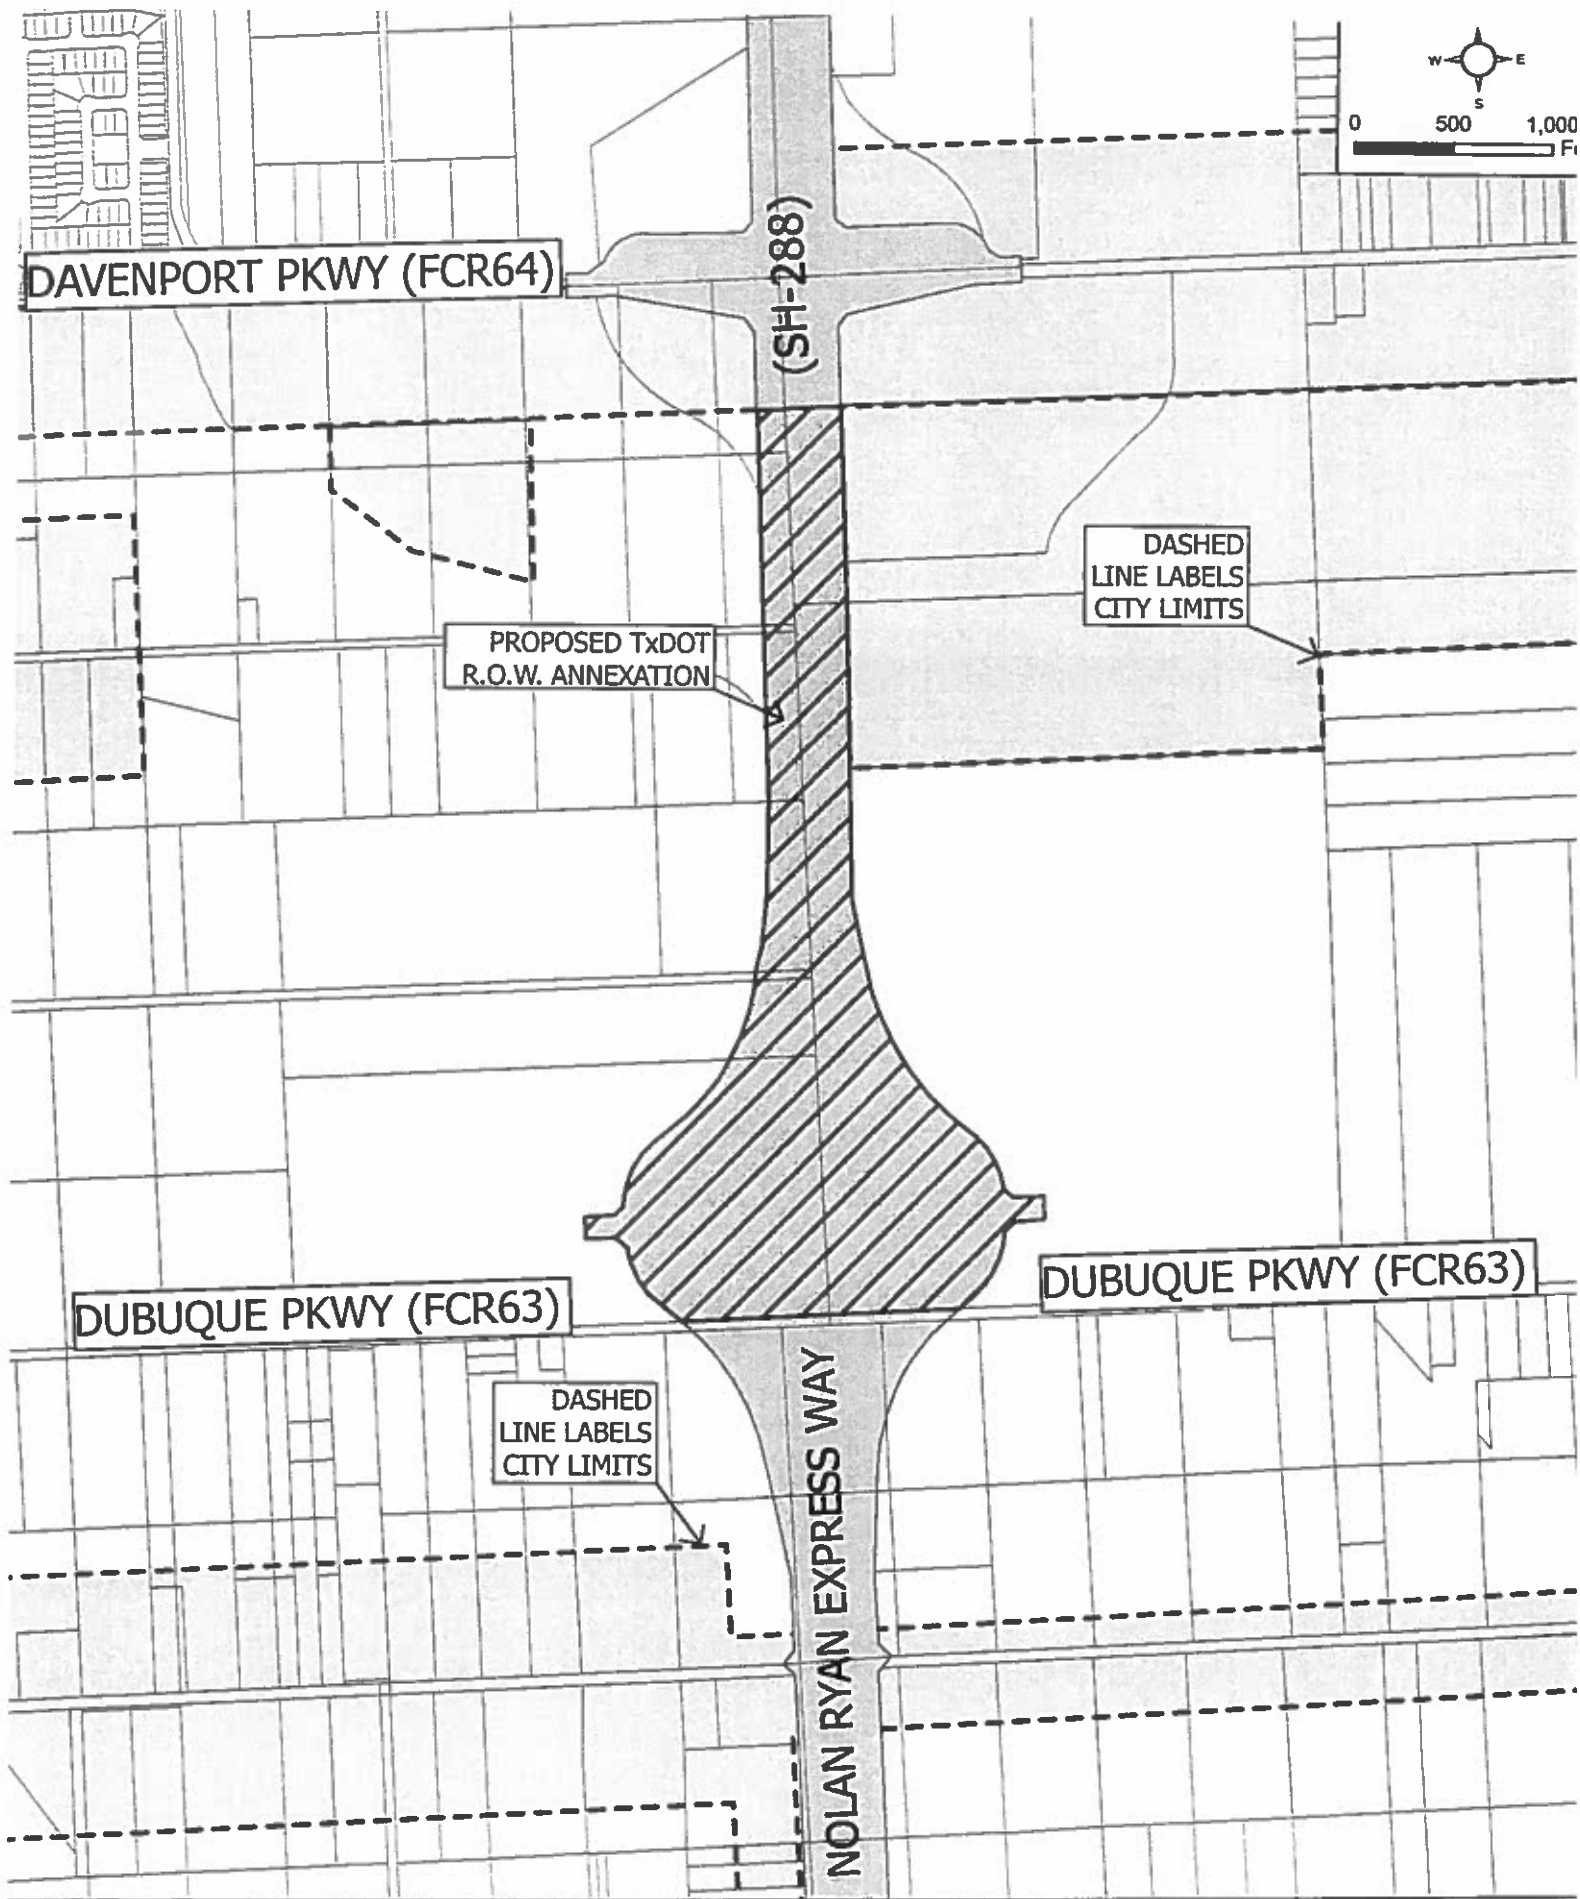 W E
S
0 500 1,000
(SH-288)
DAVENPORT PKWY (FCR64)
DASHED
LINE LABELS
CITY LIMITS
PROPOSED TxDOT
R.O.W. ANNEXATION
DUBUQUE PKWY (FCR63)
DUBUQUE PKWY (FCR63)
DASHED
LINE LABELS
CITY LIMITS
NOLAN RYAN EXPRESS WAY